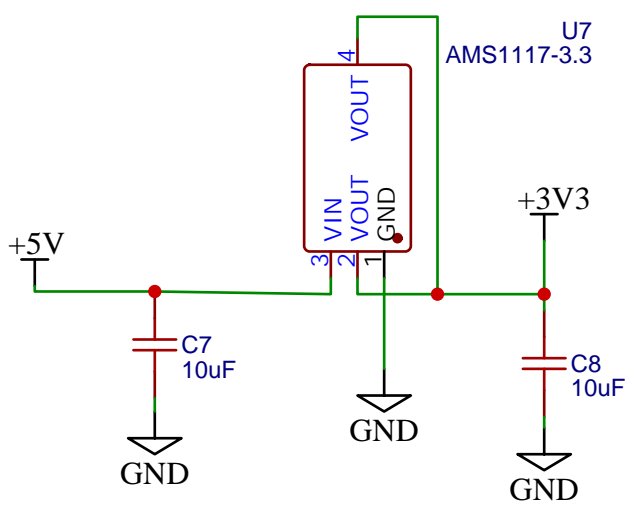 U7
AMS1117-3.3
4
VOUT
VIN
VOUT
GND
3
2
1
+5V
+3V3
C7
10uF
C8
10uF
GND
GND
GND